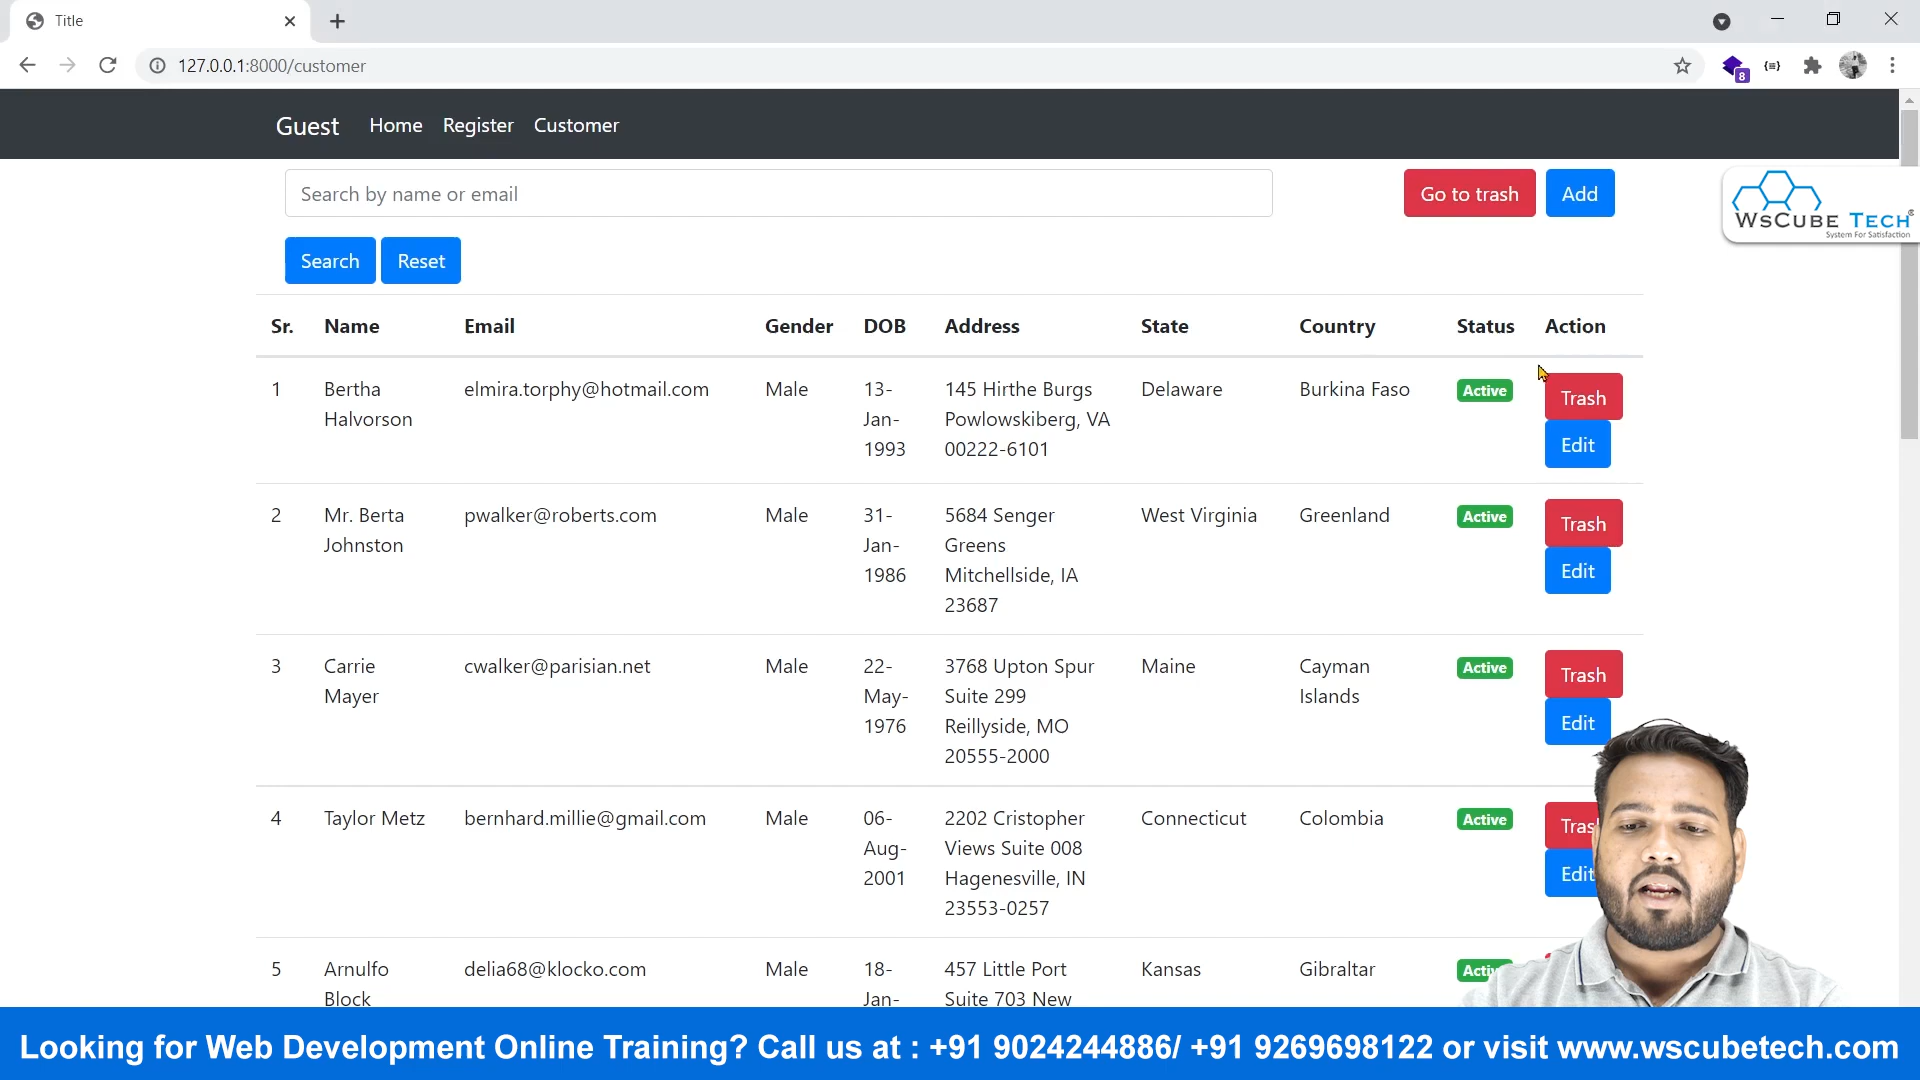 Title
127.0.0.1:8000/customer
8
Guest Home Register Customer
Search by name or email
Go to trash Add
WsCube Tech®
System For Satisfaction
Search Reset
Sr. Name Email Gender DOB Address State Country Status Action
1 Bertha elmira.torphy@hotmail.com Male 13- 145 Hirthe Burgs Delaware Burkina Faso Active Trash
Halvorson Jan- Powlowskiberg, VA
1993 00222-6101 Edit
2 Mr. Berta pwalker@roberts.com Male 31- 5684 Senger West Virginia Greenland Active Trash
Johnston Jan- Greens
1986 Mitchellside, IA Edit
23687
3 Carrie cwalker@parisian.net Male 22- 3768 Upton Spur Maine Cayman Active Trash
Mayer May- Suite 299 Islands
1976 Reillyside, MO Edit
20555-2000
4 Taylor Metz bernhard.millie@gmail.com Male 06- 2202 Cristopher Connecticut Colombia Active Tras
Aug- Views Suite 008
2001 Hagenesville, IN Edit
23553-0257
5 Arnulfo delia68@klocko.com Male 18- 457 Little Port Kansas Gibraltar Activ
Block Jan- Suite 703 New
Looking for Web Development Online Training? Call us at : +91 9024244886/ +91 9269698122 or visit www.wscubetech.com